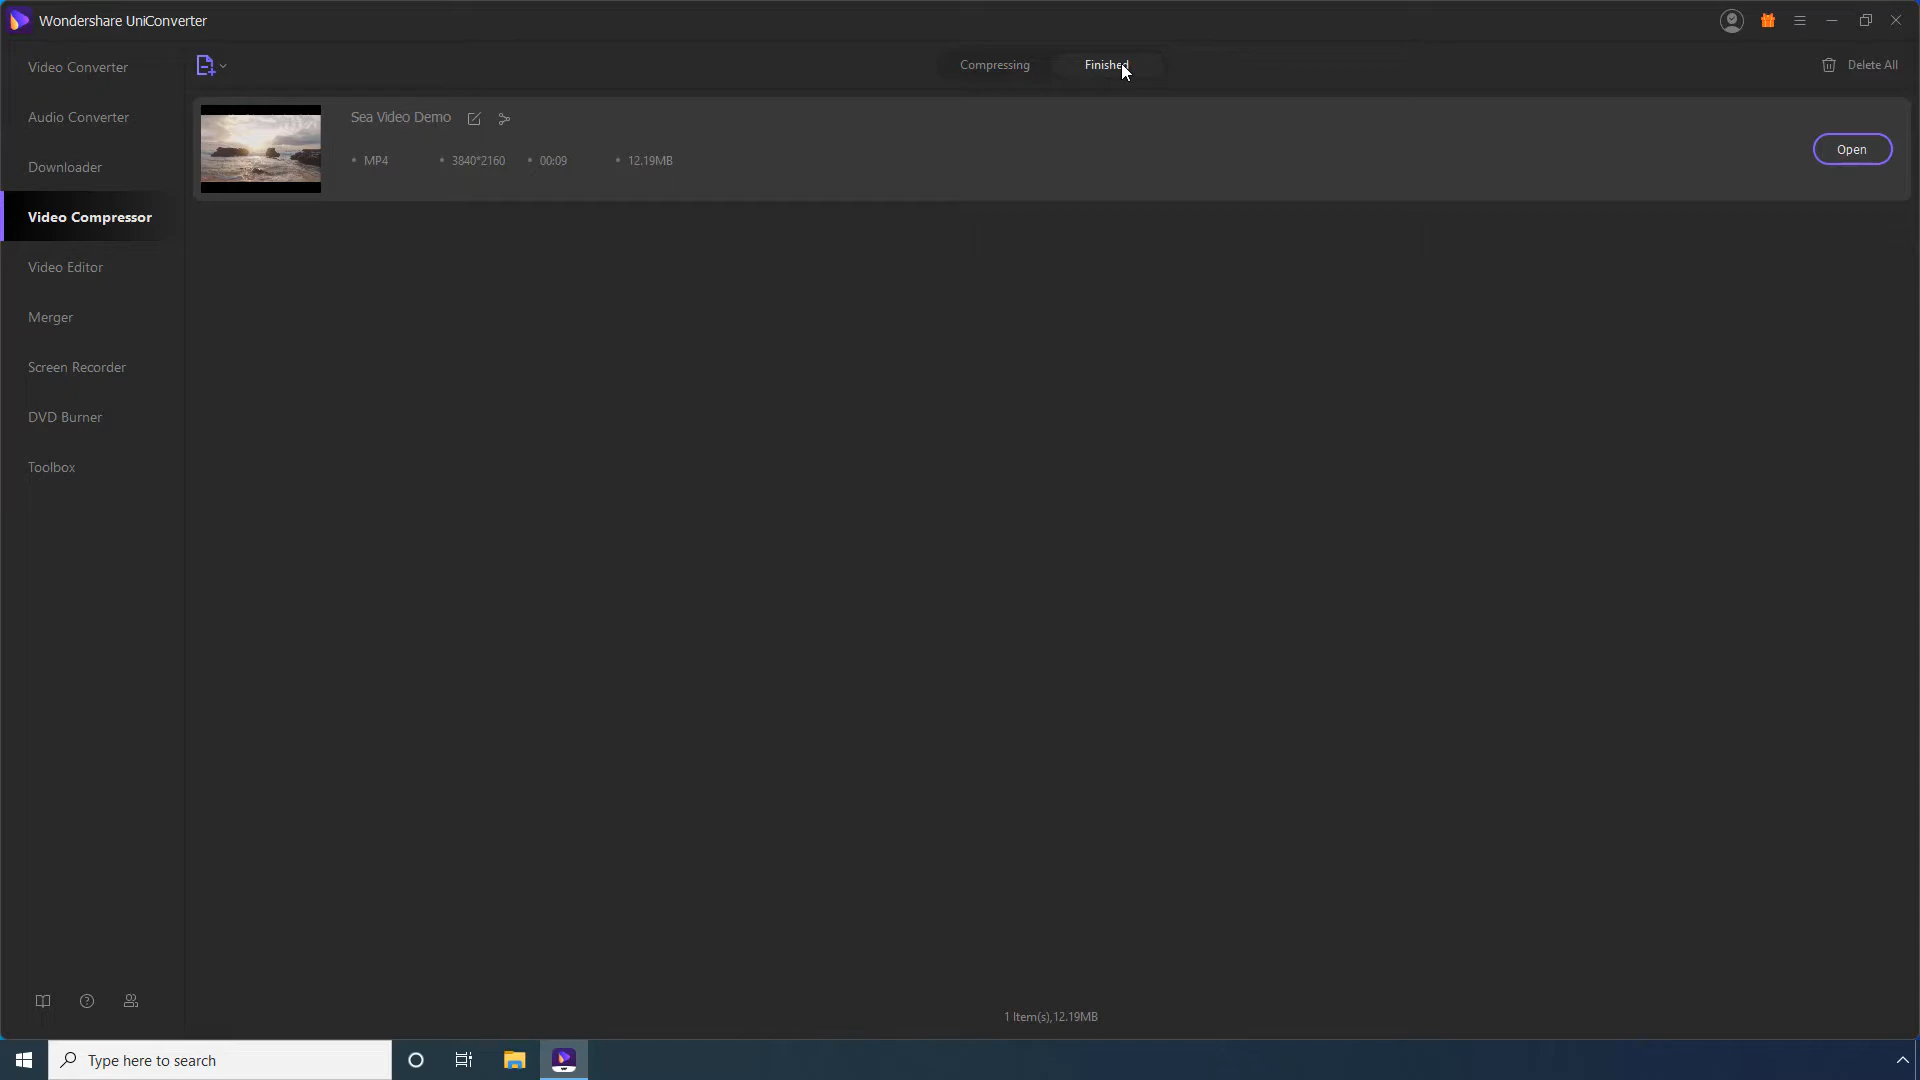 Wondershare UniConverter
Video Converter
Audio Converter
Downloader
Video Compressor
Video Editor
Merger
Screen Recorder
DVD Burner
Toolbox
Compressing
Finished
Delete All
Sea Video Demo
• MP4 • 3840*2160 • 00:09 • 12.19MB
Open
1 Item(s),12.19MB
Type here to search